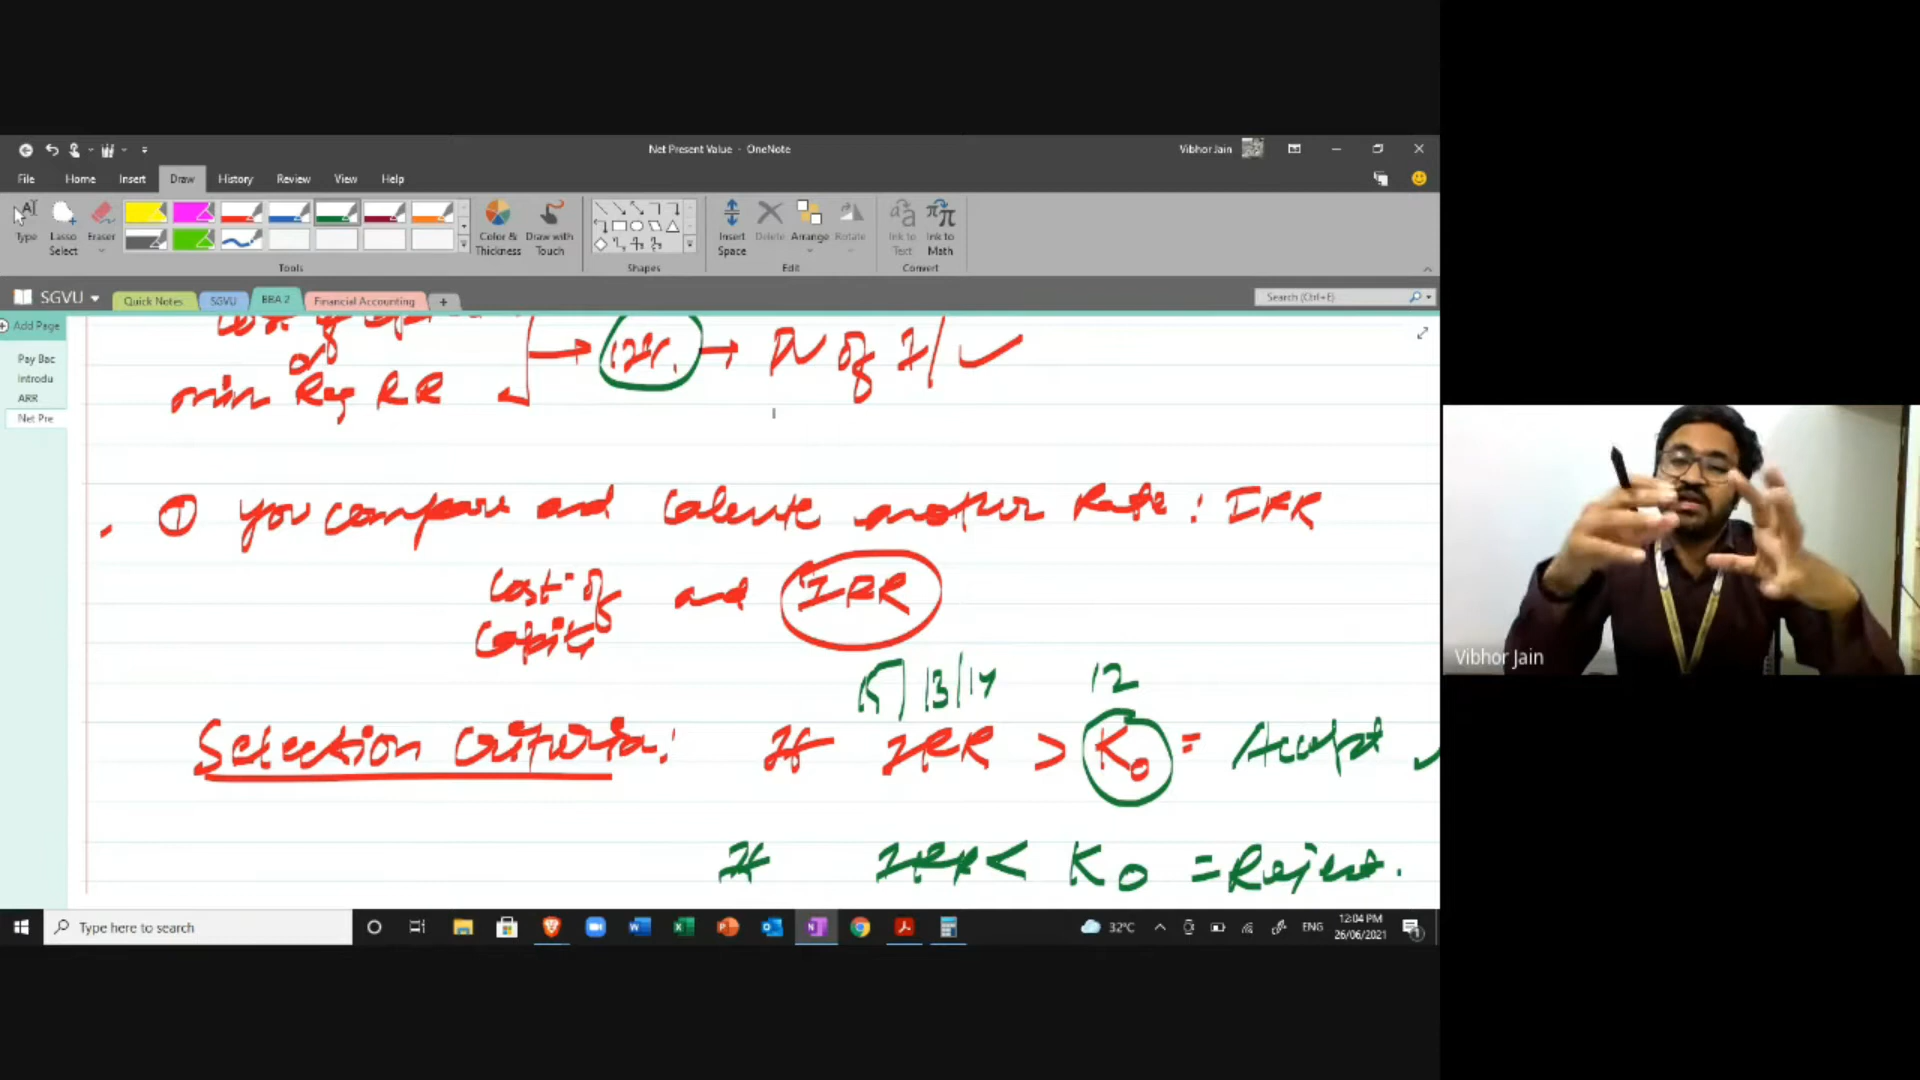 Net Present Value - OneNote
Vibhor Jain
File Home Insert Draw History Review View Help
Type
Lasso Select
Eraser
Color & Thickness
Draw with Touch
Insert Space
Delete
Arrange
Rotate
Ink to Text
Ink to Math
Tools
Shapes
Edit
Convert
SGVU
Quick Notes
SGVU
BBA 2
Financial Accounting
+
Search (Ctrl+E)
Add Page
Pay Bac
Introdu
ARR
Net Pre
cost of
or
min Req RR
12%. → PV of I/
① you compare and calculate another Rate : IRR
cost of and IRR
capit
15/ 13/14 12
Selection Criteria: If IRR > K0 = Accept
If IRR < K0 = Reject.
Vibhor Jain
Type here to search
32°C
ENG
12:04 PM
26/06/2021